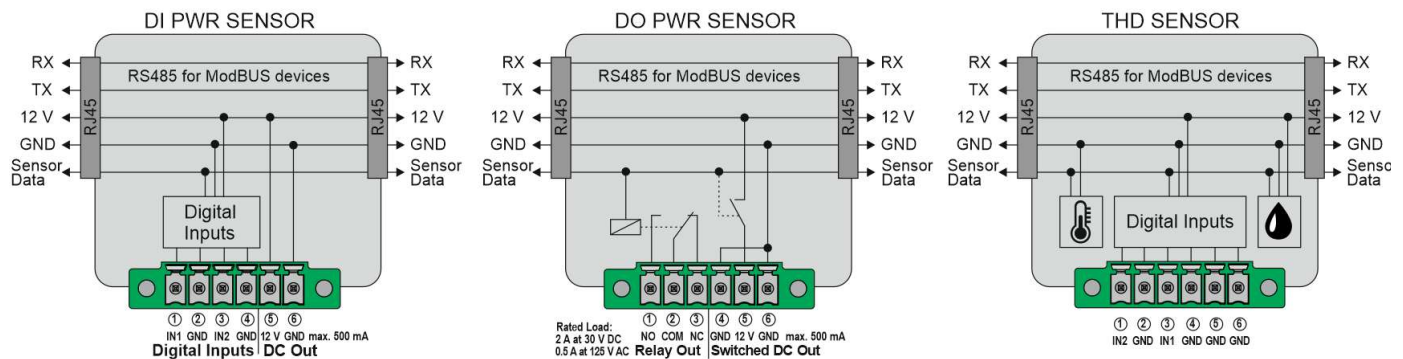 DI PWR SENSOR
RX
TX
12 V
GND
Sensor
Data
RJ45
RS485 for ModBUS devices
RJ45
RX
TX
12 V
GND
Sensor
Data
Digital
Inputs
① ② ③ ④ ⑤ ⑥
IN1 GND IN2 GND 12 V GND max. 500 mA
Digital Inputs DC Out
DO PWR SENSOR
RX
TX
12 V
GND
Sensor
Data
RJ45
RS485 for ModBUS devices
RJ45
RX
TX
12 V
GND
Sensor
Data
Rated Load:
2 A at 30 V DC
0.5 A at 125 V AC
① ② ③ ④ ⑤ ⑥
NO COM NC GND 12 V GND max. 500 mA
Relay Out Switched DC Out
THD SENSOR
RX
TX
12 V
GND
Sensor
Data
RJ45
RS485 for ModBUS devices
RJ45
RX
TX
12 V
GND
Sensor
Data
Digital Inputs
① ② ③ ④ ⑤ ⑥
IN2 GND IN1 GND GND GND